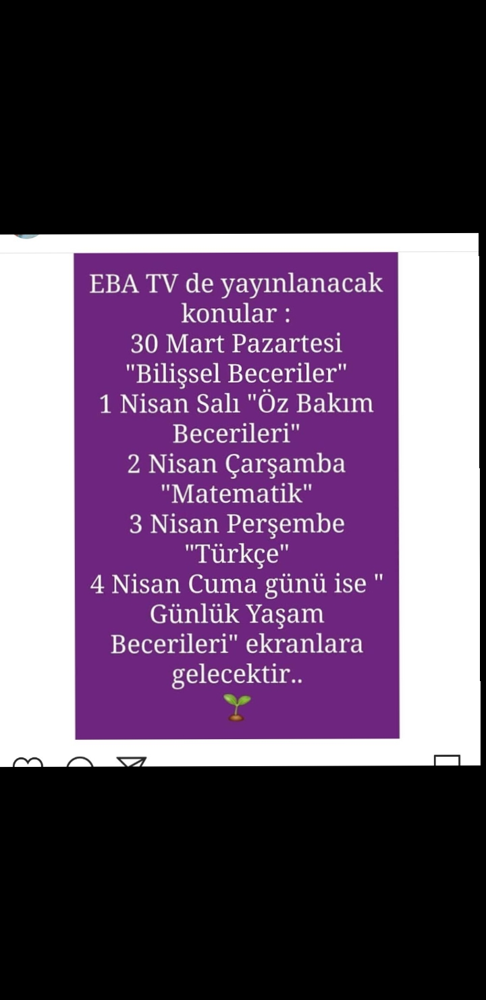 EBA TV de yayınlanacak
konular :
30 Mart Pazartesi
"Bilişsel Beceriler"
1 Nisan Salı "Öz Bakım
Becerileri"
2 Nisan Çarşamba
"Matematik"
3 Nisan Perşembe
"Türkçe"
4 Nisan Cuma günü ise "
Günlük Yaşam
Becerileri" ekranlara
gelecektir..